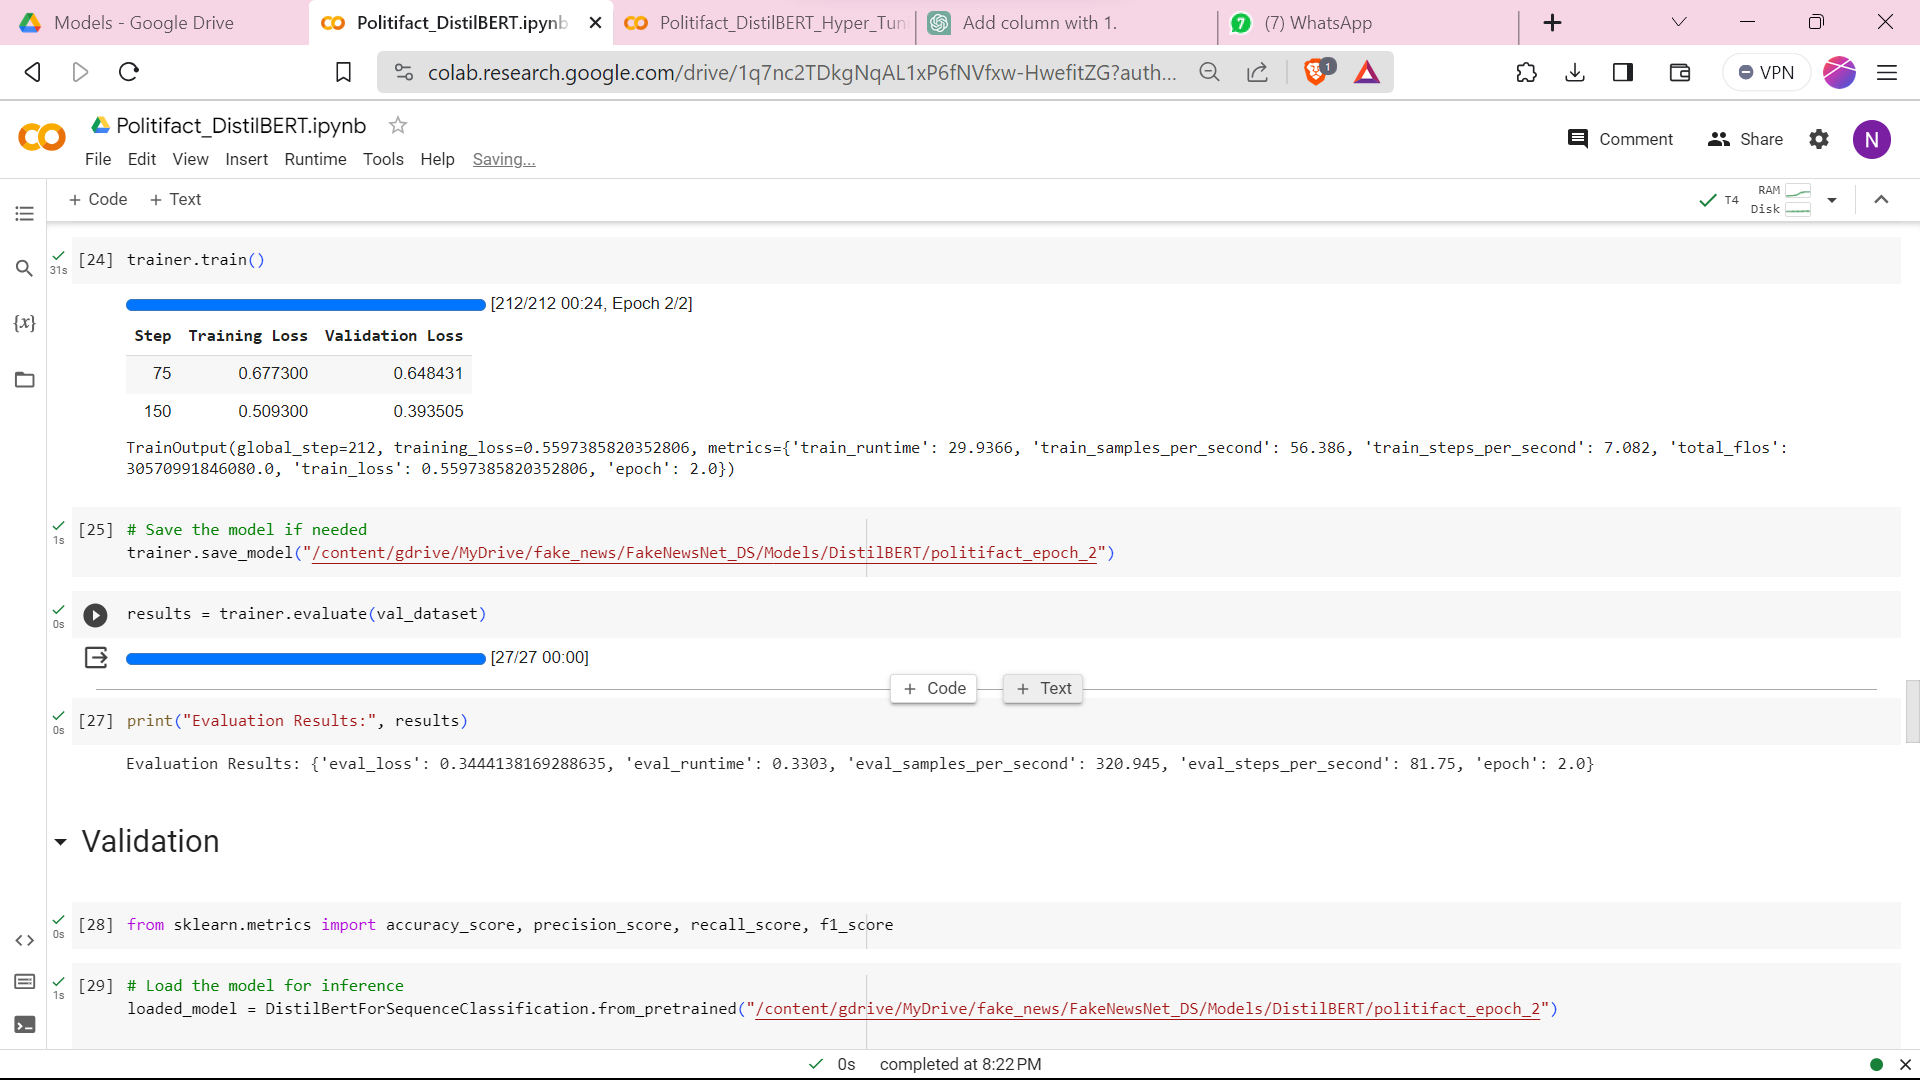 Models - Google Drive
Politifact_DistilBERT.ipynb
Politifact_DistilBERT_Hyper_Tun
Add column with 1.
7 (7) WhatsApp
colab.research.google.com/drive/1q7nc2TDkgNqAL1xP6fNVfxw-HwefitZG?auth...
1
VPN
Politifact_DistilBERT.ipynb
Comment
Share
N
File Edit View Insert Runtime Tools Help Saving...
+ Code + Text
T4
RAM
Disk
31s
[24] trainer.train()
[212/212 00:24, Epoch 2/2]
Step Training Loss Validation Loss
75 0.677300 0.648431
150 0.509300 0.393505
TrainOutput(global_step=212, training_loss=0.5597385820352806, metrics={'train_runtime': 29.9366, 'train_samples_per_second': 56.386, 'train_steps_per_second': 7.082, 'total_flos':
30570991846080.0, 'train_loss': 0.5597385820352806, 'epoch': 2.0})
1s
[25] # Save the model if needed
trainer.save_model("/content/gdrive/MyDrive/fake_news/FakeNewsNet_DS/Models/DistilBERT/politifact_epoch_2")
0s
results = trainer.evaluate(val_dataset)
[27/27 00:00]
+ Code + Text
0s
[27] print("Evaluation Results:", results)
Evaluation Results: {'eval_loss': 0.3444138169288635, 'eval_runtime': 0.3303, 'eval_samples_per_second': 320.945, 'eval_steps_per_second': 81.75, 'epoch': 2.0}
Validation
0s
[28] from sklearn.metrics import accuracy_score, precision_score, recall_score, f1_score
1s
[29] # Load the model for inference
loaded_model = DistilBertForSequenceClassification.from_pretrained("/content/gdrive/MyDrive/fake_news/FakeNewsNet_DS/Models/DistilBERT/politifact_epoch_2")
0s completed at 8:22 PM